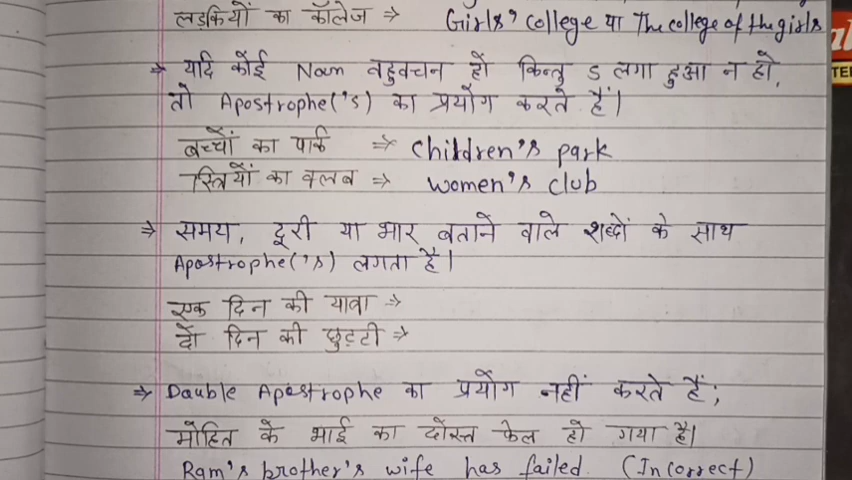 लड़कियों का कॉलेज ⇒ Girls' college या The college of the girls
⇒ यदि कोई Noun बहुवचन हो किन्तु s लगा हुआ न हो,
तो Apostrophe('s) का प्रयोग करते हैं।
बच्चों का पार्क ⇒ Children's park
स्त्रियों का क्लब ⇒ Women's club
⇒ समय, दूरी या भार बताने वाले शब्दों के साथ
Apostrophe('s) लगता है।
एक दिन की यात्रा ⇒
दो दिन की छुट्टी ⇒
⇒ Double Apostrophe का प्रयोग नहीं करते हैं;
मोहित के भाई का दोस्त फेल हो गया है।
Ram's brother's wife has failed. (Incorrect)